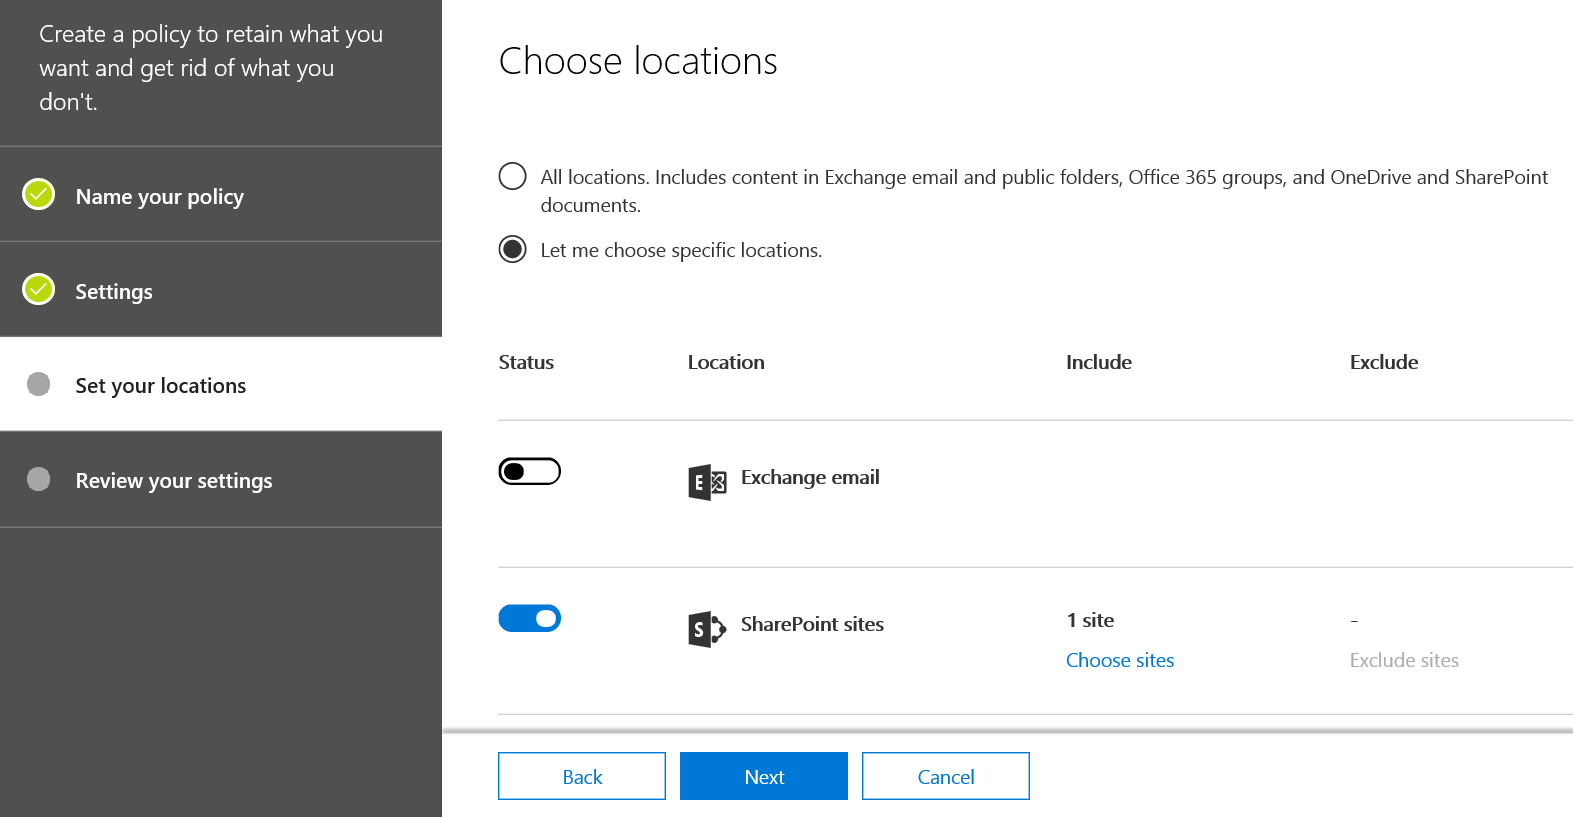 Create a policy to retain what you
want and get rid of what you
don't.
Name your policy
Settings
Set your locations
Review your settings
Choose locations
All locations. Includes content in Exchange email and public folders, Office 365 groups, and OneDrive and SharePoint
documents.
Let me choose specific locations.
Status Location Include Exclude
E Exchange email
S SharePoint sites 1 site -
Choose sites Exclude sites
Back Next Cancel